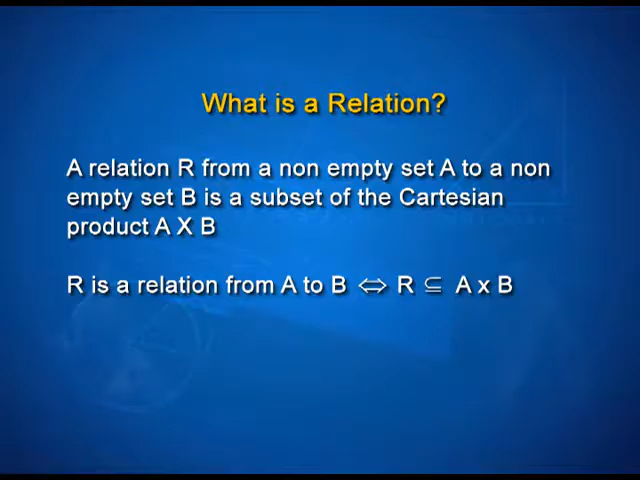 What is a Relation?
A relation R from a non empty set A to a non
empty set B is a subset of the Cartesian
product A X B
R is a relation from A to B ⇔ R ⊆ A x B